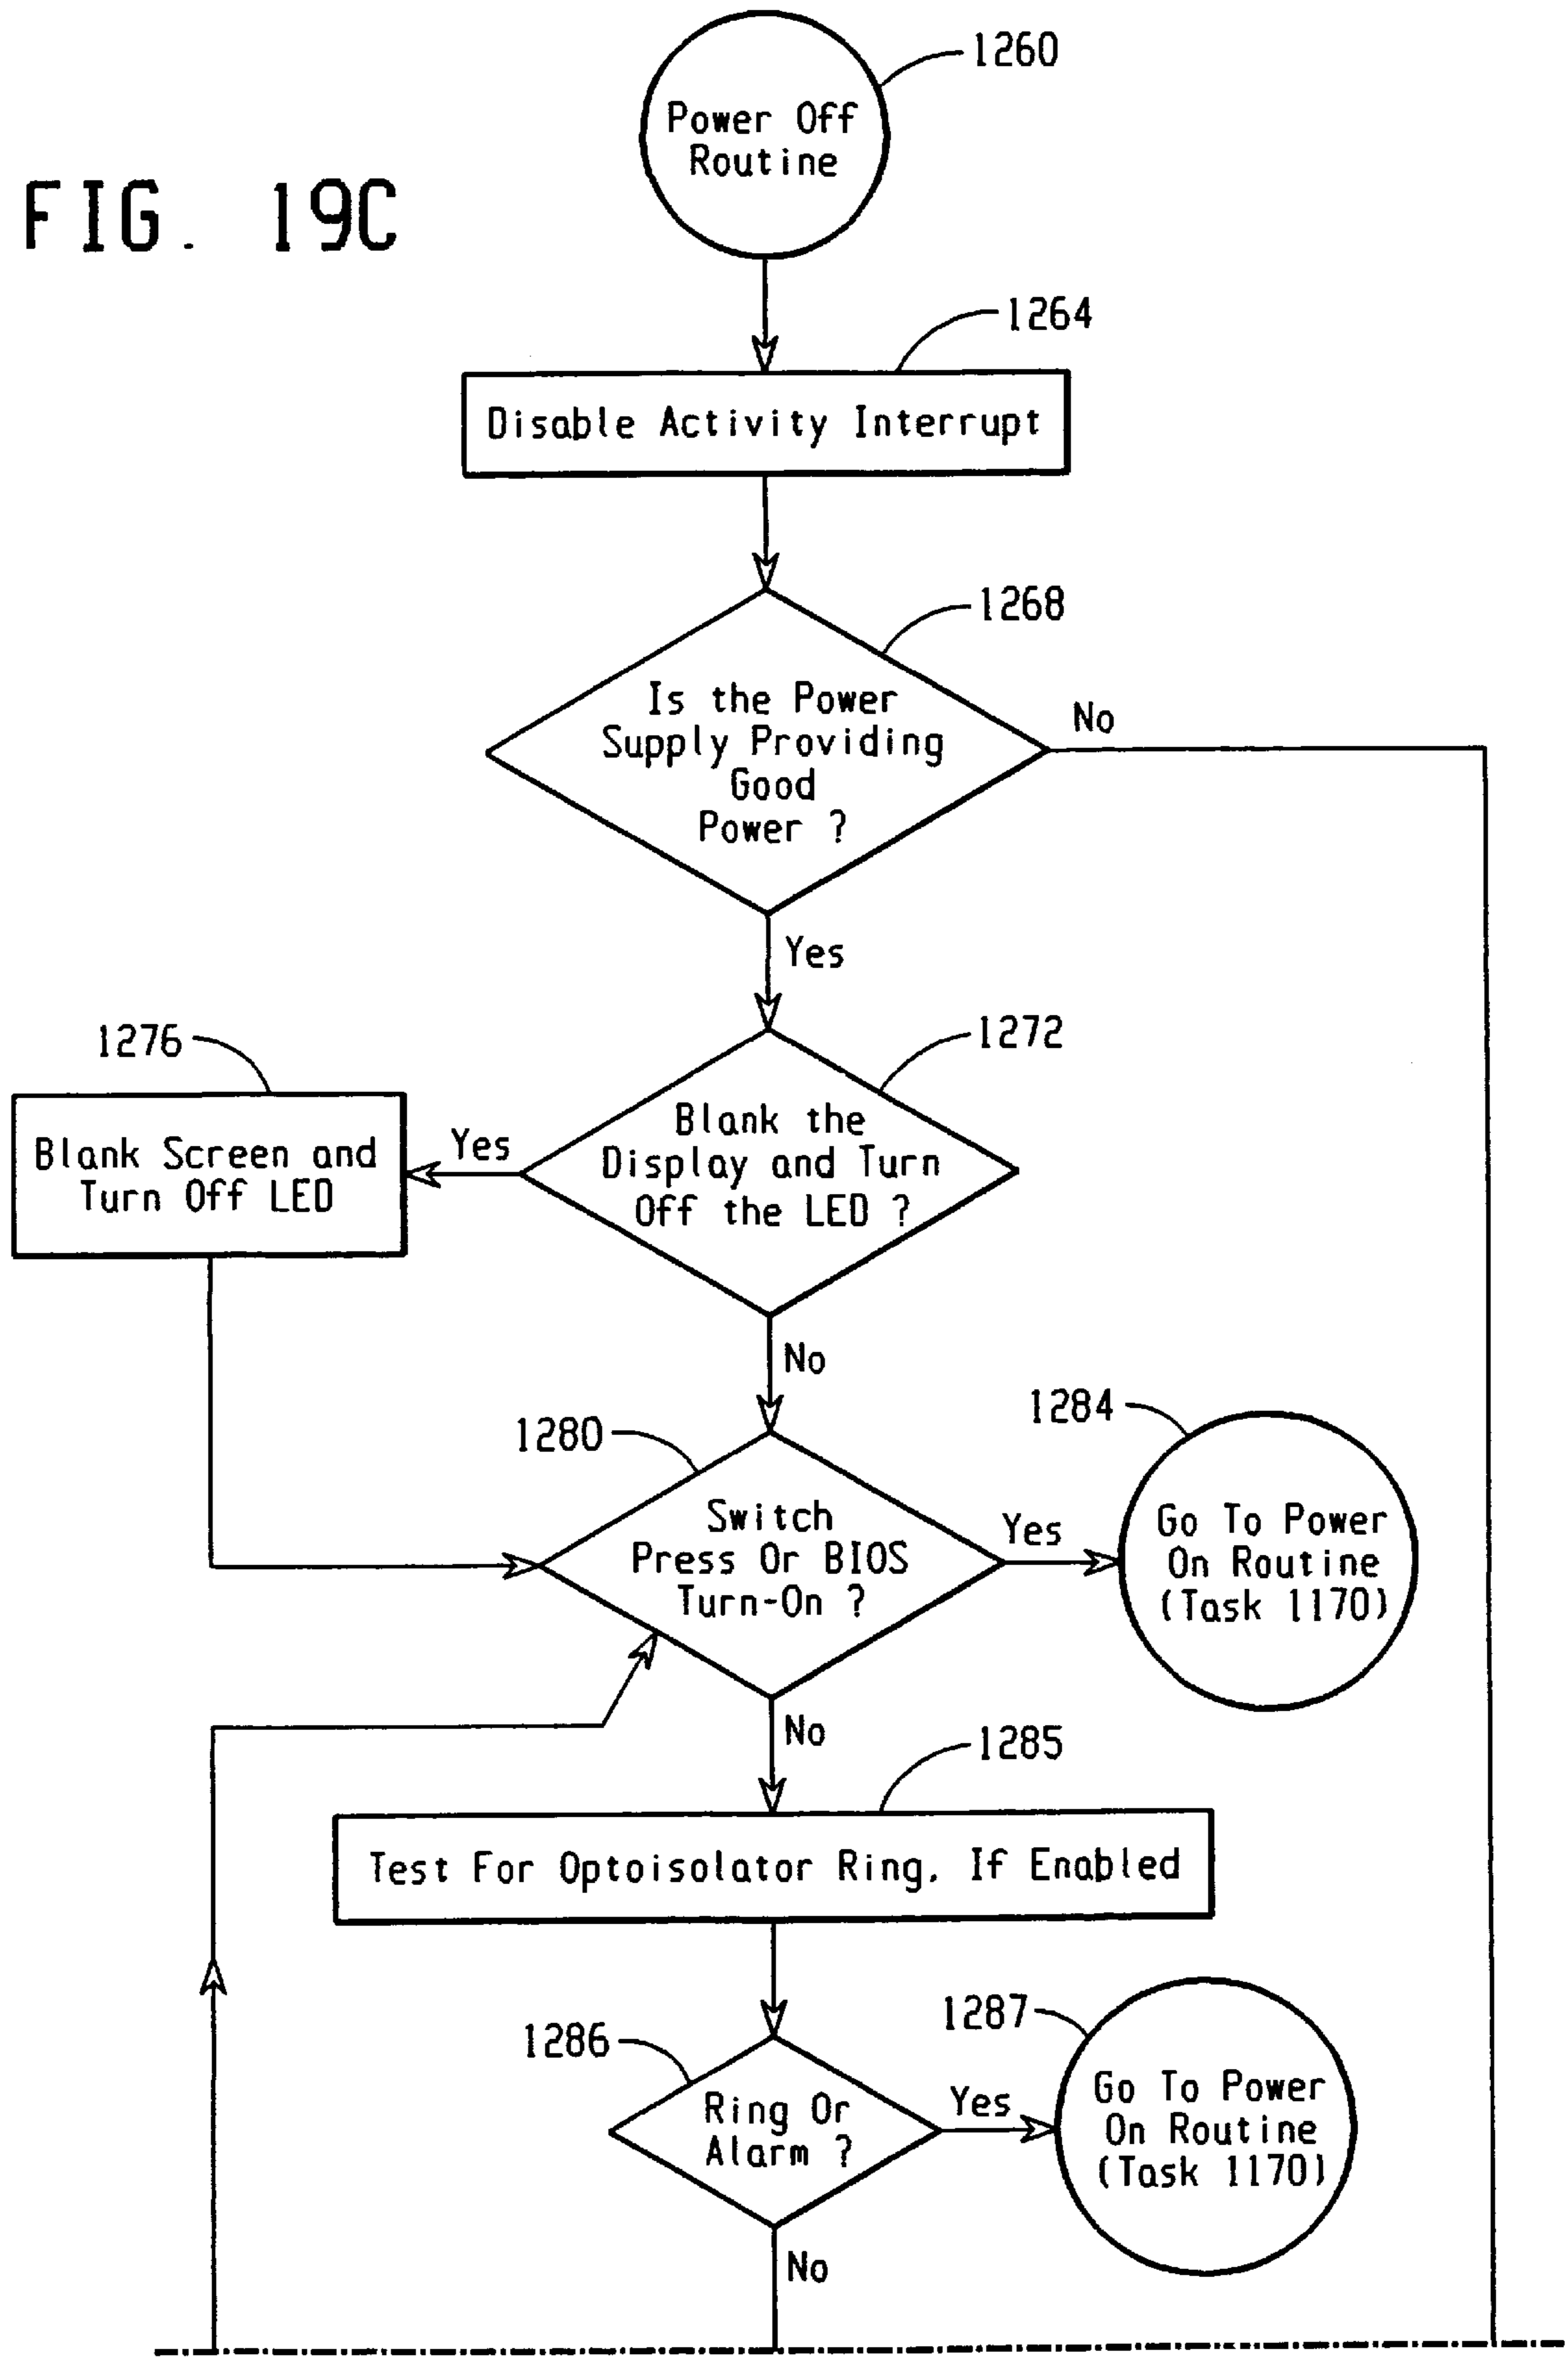 FIG. 19C
1260
Power Off
Routine
1264
Disable Activity Interrupt
1268
Is the Power
Supply Providing
Good
Power ?
No
Yes
1272
Blank the
Display and Turn
Off the LED ?
Yes
1276
Blank Screen and
Turn Off LED
No
1280
Switch
Press Or BIOS
Turn-On ?
Yes
1284
Go To Power
On Routine
(Task 1170)
No
1285
Test For Optoisolator Ring, If Enabled
1286
Ring Or
Alarm ?
Yes
1287
Go To Power
On Routine
(Task 1170)
No